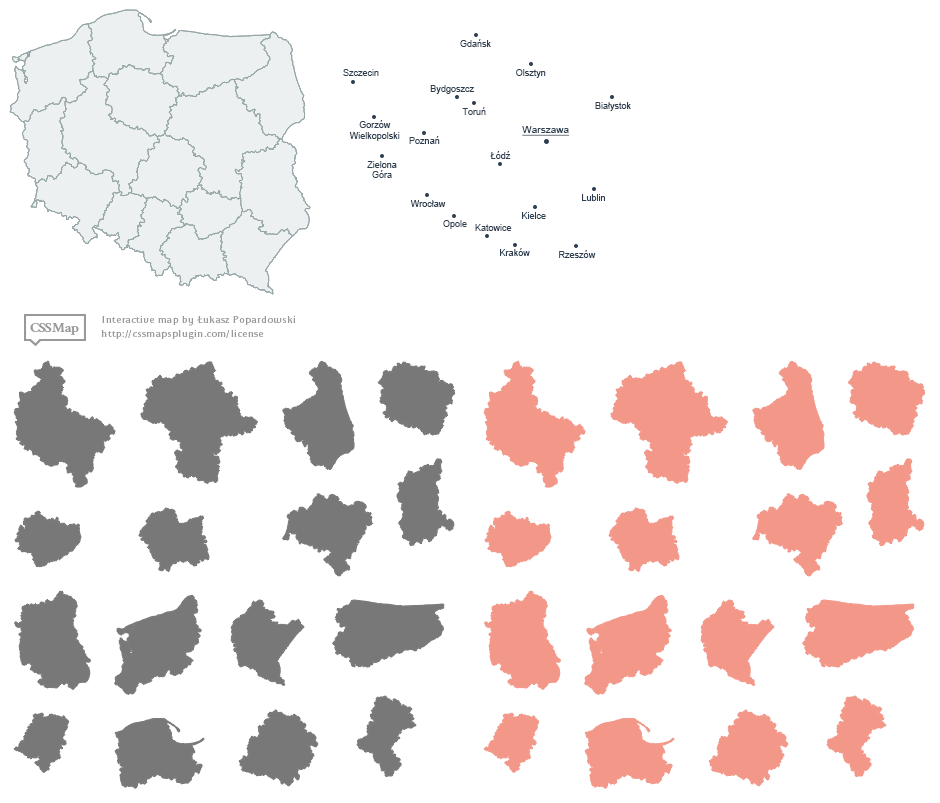 Gdańsk
Szczecin
Olsztyn
Bydgoszcz
Białystok
Toruń
Gorzów
Wielkopolski
Warszawa
Poznań
Łódź
Zielona
Góra
Lublin
Wrocław
Kielce
Opole
Katowice
Kraków
Rzeszów
CSSMap
Interactive map by Łukasz Popardowski
http://cssmapsplugin.com/license